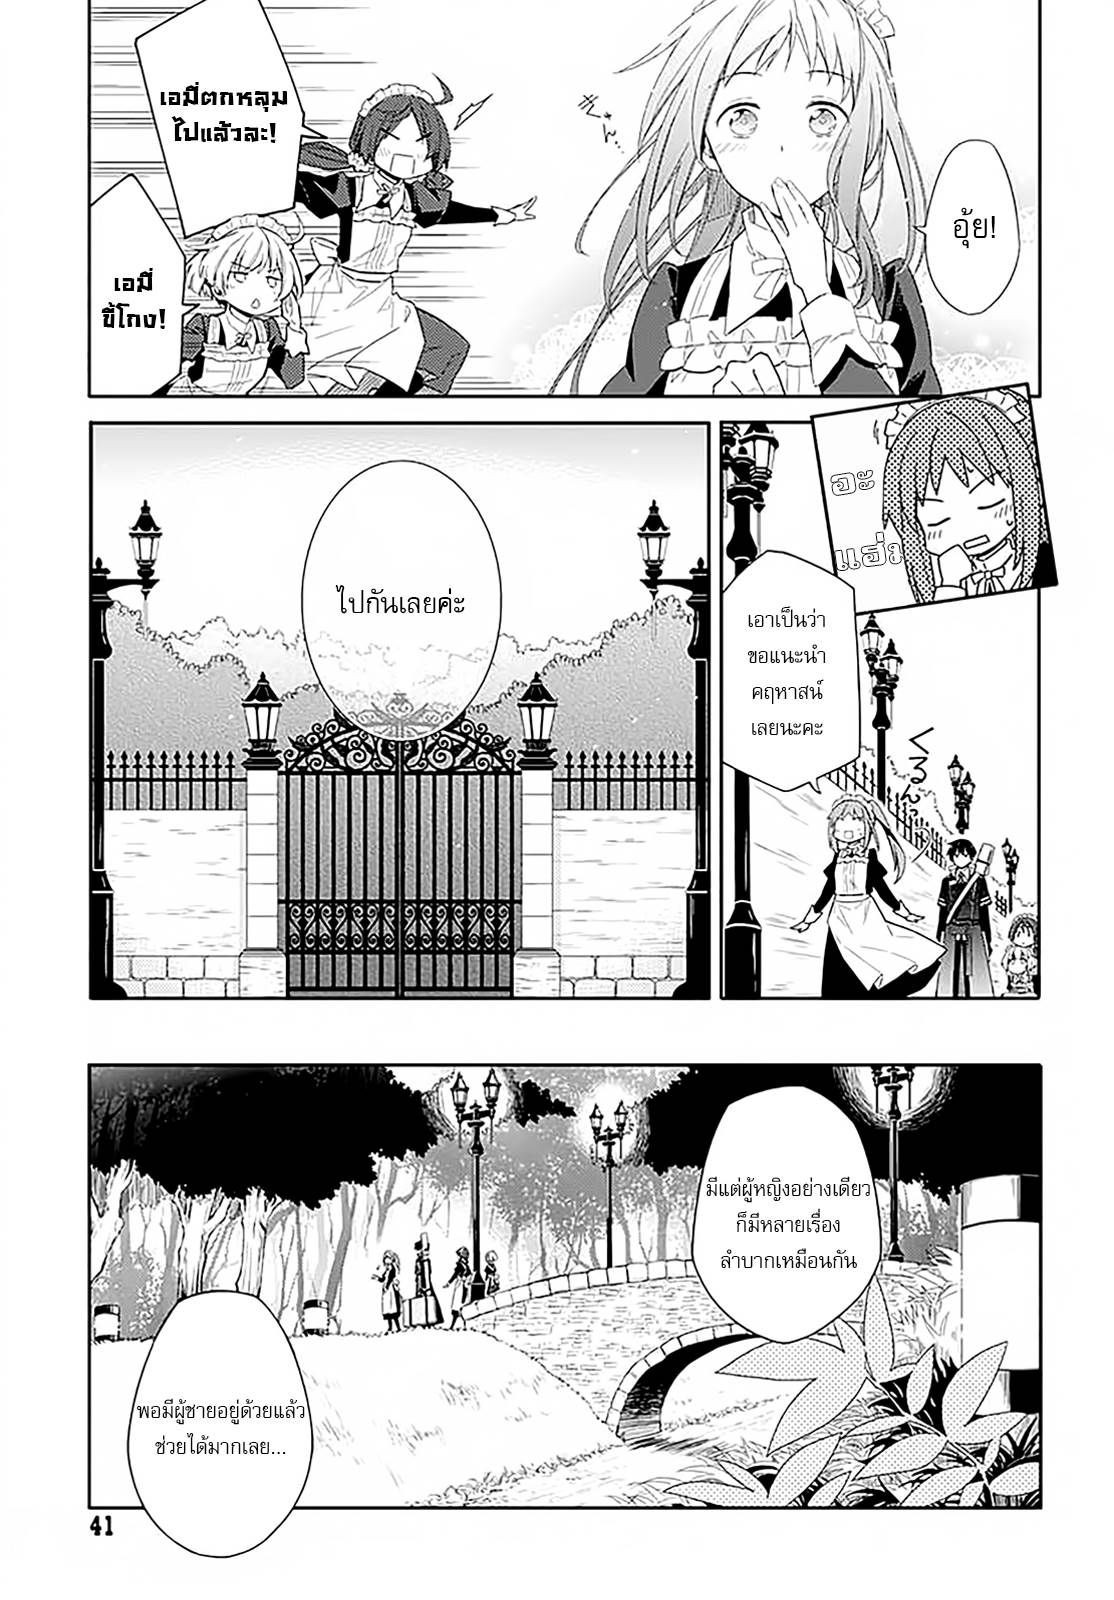 อุ้ย!
เอมี่ตกหลุม
ไปแล้วละ!
เอมี่
ขี้โกง!
อะ
แฮ่ม
เอาเป็นว่า
ขอแนะนำ
คฤหาสน์
เลยนะคะ
くるんっ
ไปกันเลยค่ะ
มีแต่ผู้หญิงอย่างเดียว
ก็มีหลายเรื่อง
ลำบากเหมือนกัน
พอมีผู้ชายอยู่ด้วยแล้ว
ช่วยได้มากเลย...
41